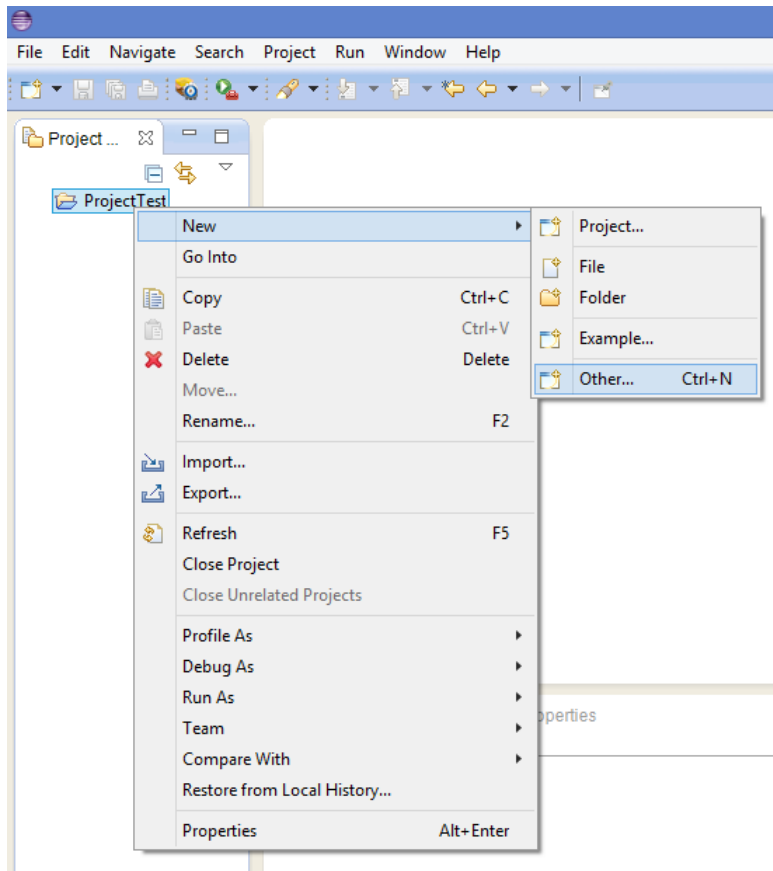 File Edit Navigate Search Project Run Window Help
Project ...
ProjectTest
New
Go Into
Copy Ctrl+C
Paste Ctrl+V
Delete Delete
Move...
Rename... F2
Import...
Export...
Refresh F5
Close Project
Close Unrelated Projects
Profile As
Debug As
Run As
Team
Compare With
Restore from Local History...
Properties Alt+Enter
Project...
File
Folder
Example...
Other... Ctrl+N
operties